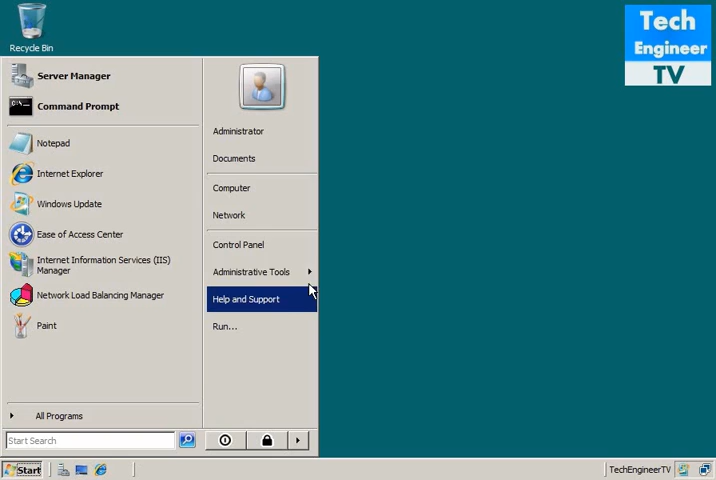 Recycle Bin
Tech
Engineer
TV
Server Manager
Command Prompt
Notepad
Internet Explorer
Windows Update
Ease of Access Center
Internet Information Services (IIS)
Manager
Network Load Balancing Manager
Paint
All Programs
Start Search
Administrator
Documents
Computer
Network
Control Panel
Administrative Tools
Help and Support
Run...
Start
TechEngineerTV